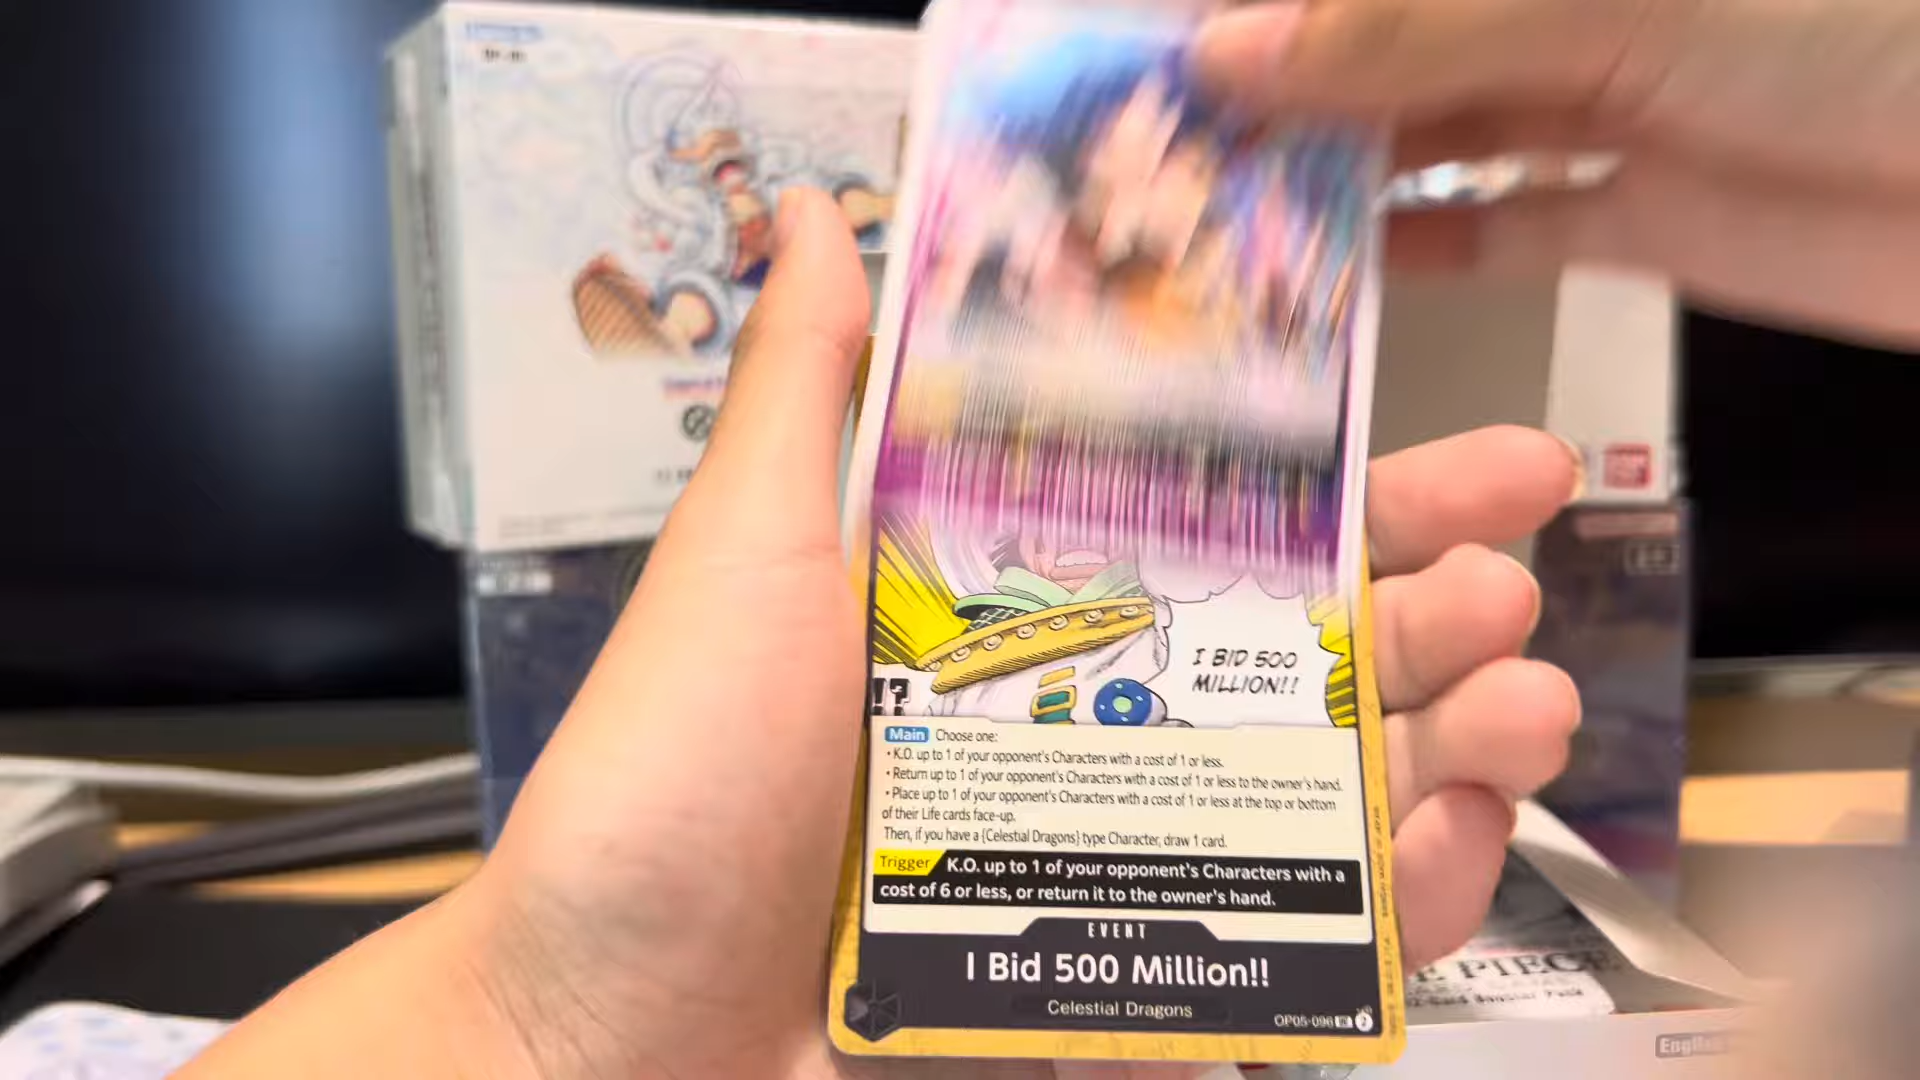 I BID 500
MILLION!!
!?
Main Choose one:
• K.O. up to 1 of your opponent's Characters with a cost of 1 or less.
• Return up to 1 of your opponent's Characters with a cost of 1 or less to the owner's hand.
• Place up to 1 of your opponent's Characters with a cost of 1 or less at the top or bottom
of their Life cards face-up.
Then, if you have a {Celestial Dragons} type Character, draw 1 card.
Trigger K.O. up to 1 of your opponent's Characters with a
cost of 6 or less, or return it to the owner's hand.
EVENT
I Bid 500 Million!!
Celestial Dragons
OP05-096
2
E PIECE
English